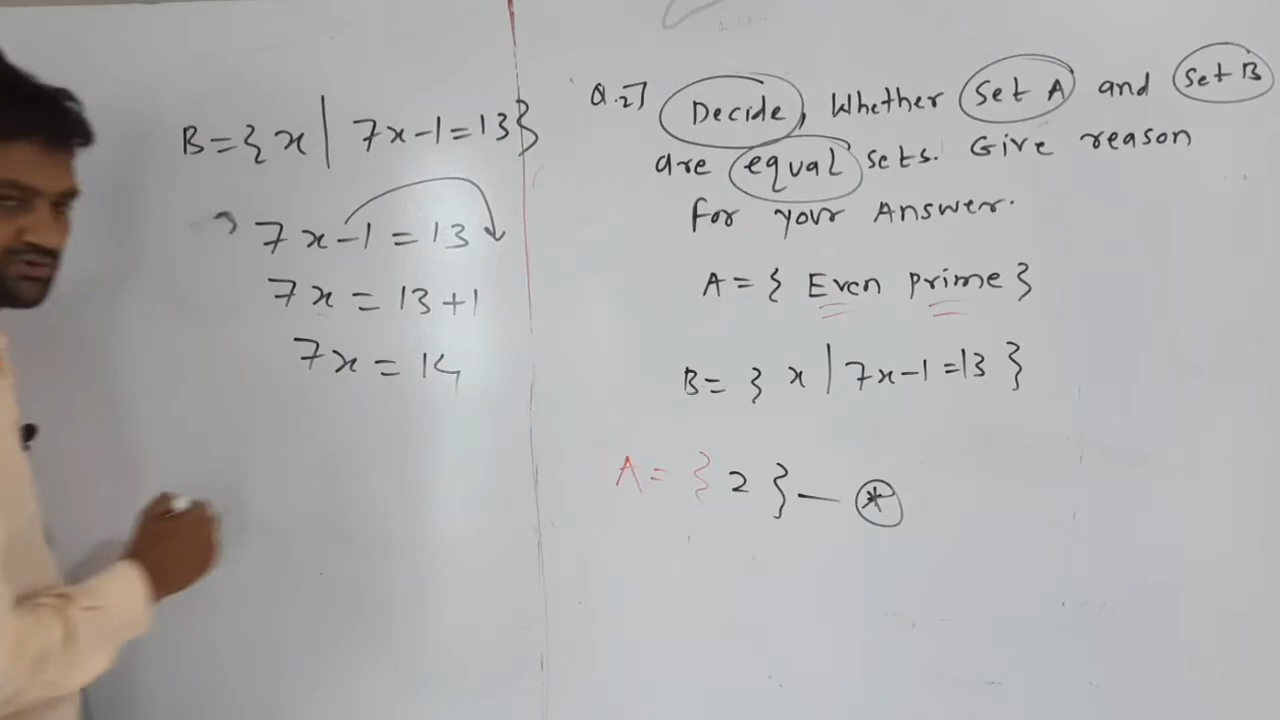 B={x | 7x-1=13}
7x-1=13
7x=13+1
7x=14
Q.2] Decide, Whether Set A and Set B
are equal sets. Give reason
For your Answer.
A={ Even prime }
B= } x | 7x-1=13 }
A= { 2 } — *